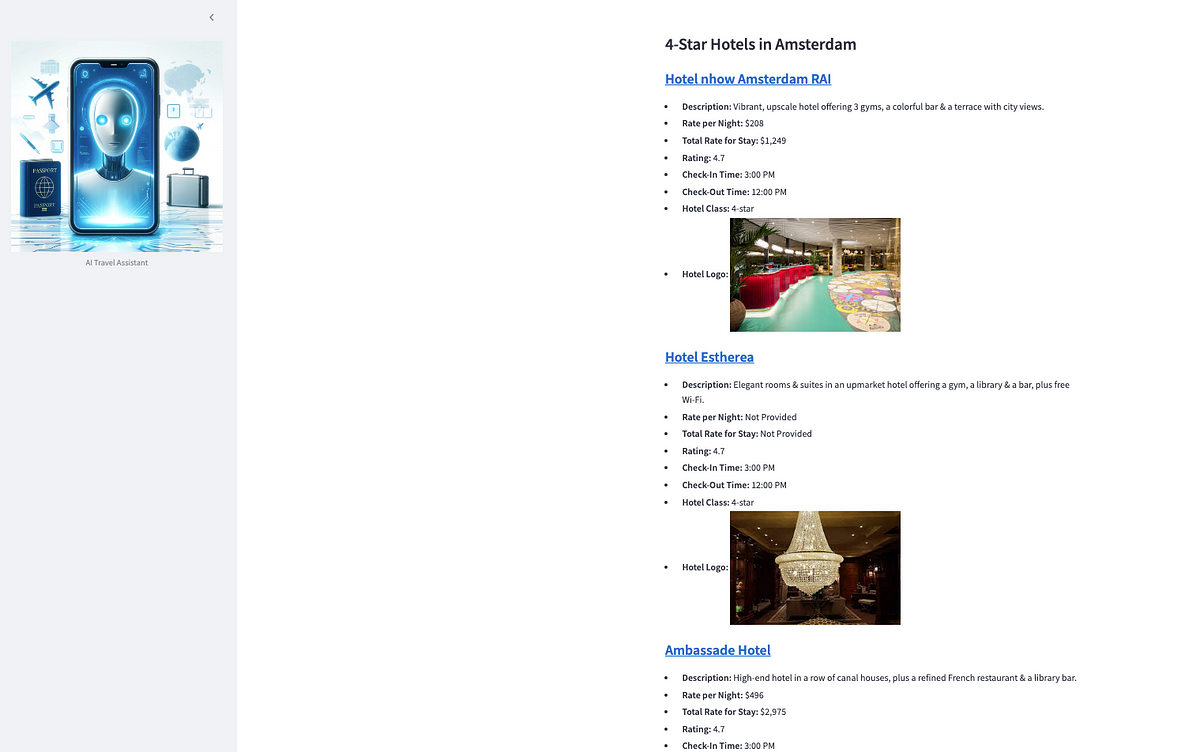 PASSPORT
PASSPORT
AI Travel Assistant
4-Star Hotels in Amsterdam
Hotel nhow Amsterdam RAI
Description: Vibrant, upscale hotel offering 3 gyms, a colorful bar & a terrace with city views.
Rate per Night: $208
Total Rate for Stay: $1,249
Rating: 4.7
Check-In Time: 3:00 PM
Check-Out Time: 12:00 PM
Hotel Class: 4-star
Hotel Logo:
Hotel Estherea
Description: Elegant rooms & suites in an upmarket hotel offering a gym, a library & a bar, plus free
Wi-Fi.
Rate per Night: Not Provided
Total Rate for Stay: Not Provided
Rating: 4.7
Check-In Time: 3:00 PM
Check-Out Time: 12:00 PM
Hotel Class: 4-star
Hotel Logo:
Ambassade Hotel
Description: High-end hotel in a row of canal houses, plus a refined French restaurant & a library bar.
Rate per Night: $496
Total Rate for Stay: $2,975
Rating: 4.7
Check-In Time: 3:00 PM